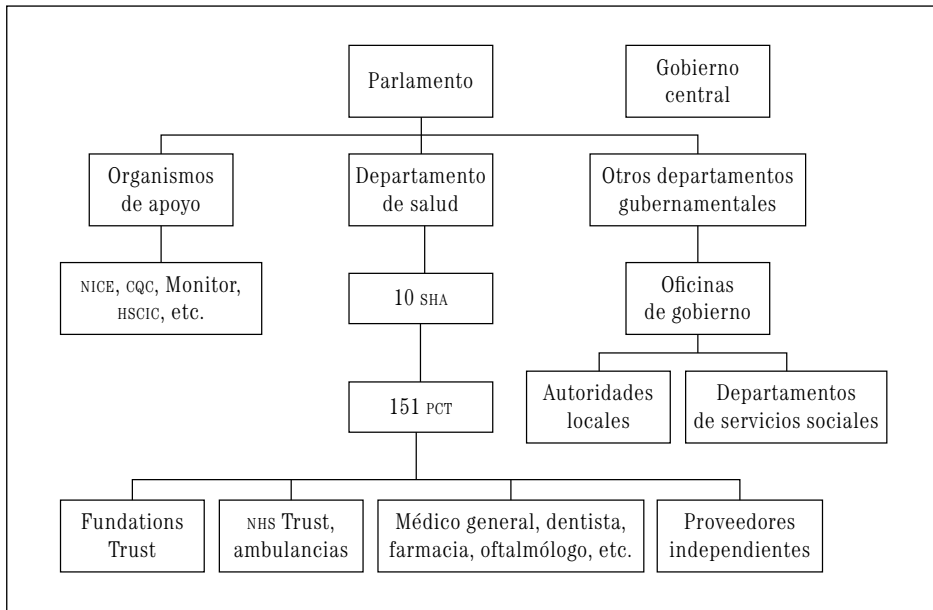 Parlamento
Gobierno
central
Organismos
de apoyo
Departamento
de salud
Otros departamentos
gubernamentales
NICE, CQC, Monitor,
HSCIC, etc.
10 SHA
Oficinas
de gobierno
151 PCT
Autoridades
locales
Departamentos
de servicios sociales
Fundations
Trust
NHS Trust,
ambulancias
Médico general, dentista,
farmacia, oftalmólogo, etc.
Proveedores
independientes